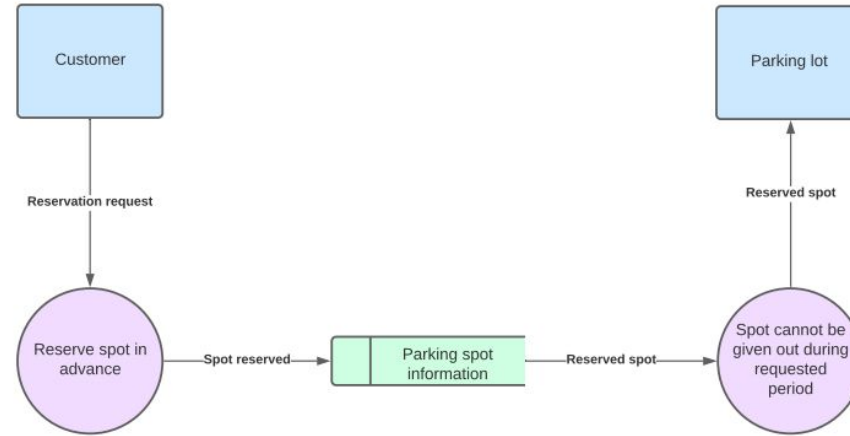 Customer
Parking lot
Reservation request
Reserved spot
Reserve spot in
advance
Spot reserved
Parking spot
information
Reserved spot
Spot cannot be
given out during
requested
period